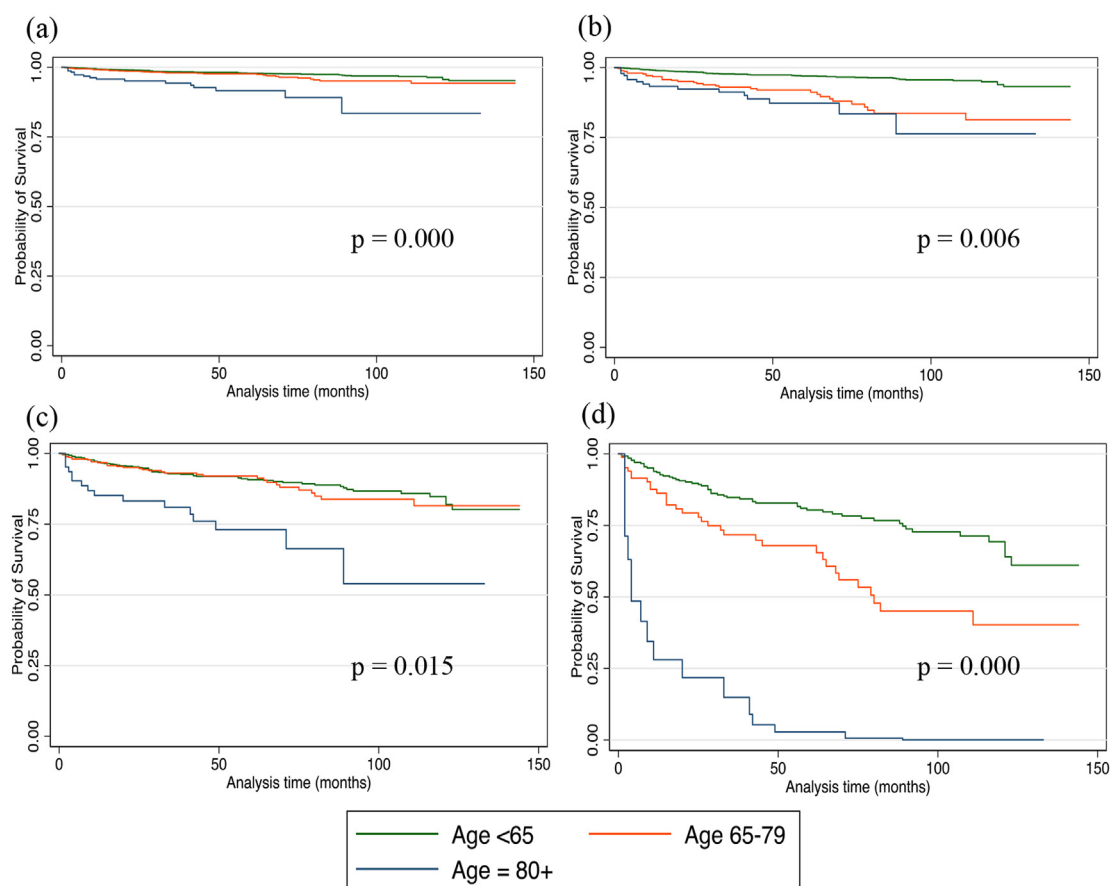 (a)
Probability of Survival
0.00 0.25 0.50 0.75 1.00
p = 0.000
0 50 100 150
Analysis time (months)
(b)
Probability of survival
0.00 0.25 0.50 0.75 1.00
p = 0.006
0 50 100 150
Analysis time (months)
(c)
Probability of Survival
0.00 0.25 0.50 0.75 1.00
p = 0.015
0 50 100 150
Analysis time (months)
(d)
Probability of Survival
0.00 0.25 0.50 0.75 1.00
p = 0.000
0 50 100 150
Analysis time (months)
Age <65 Age 65-79
Age = 80+